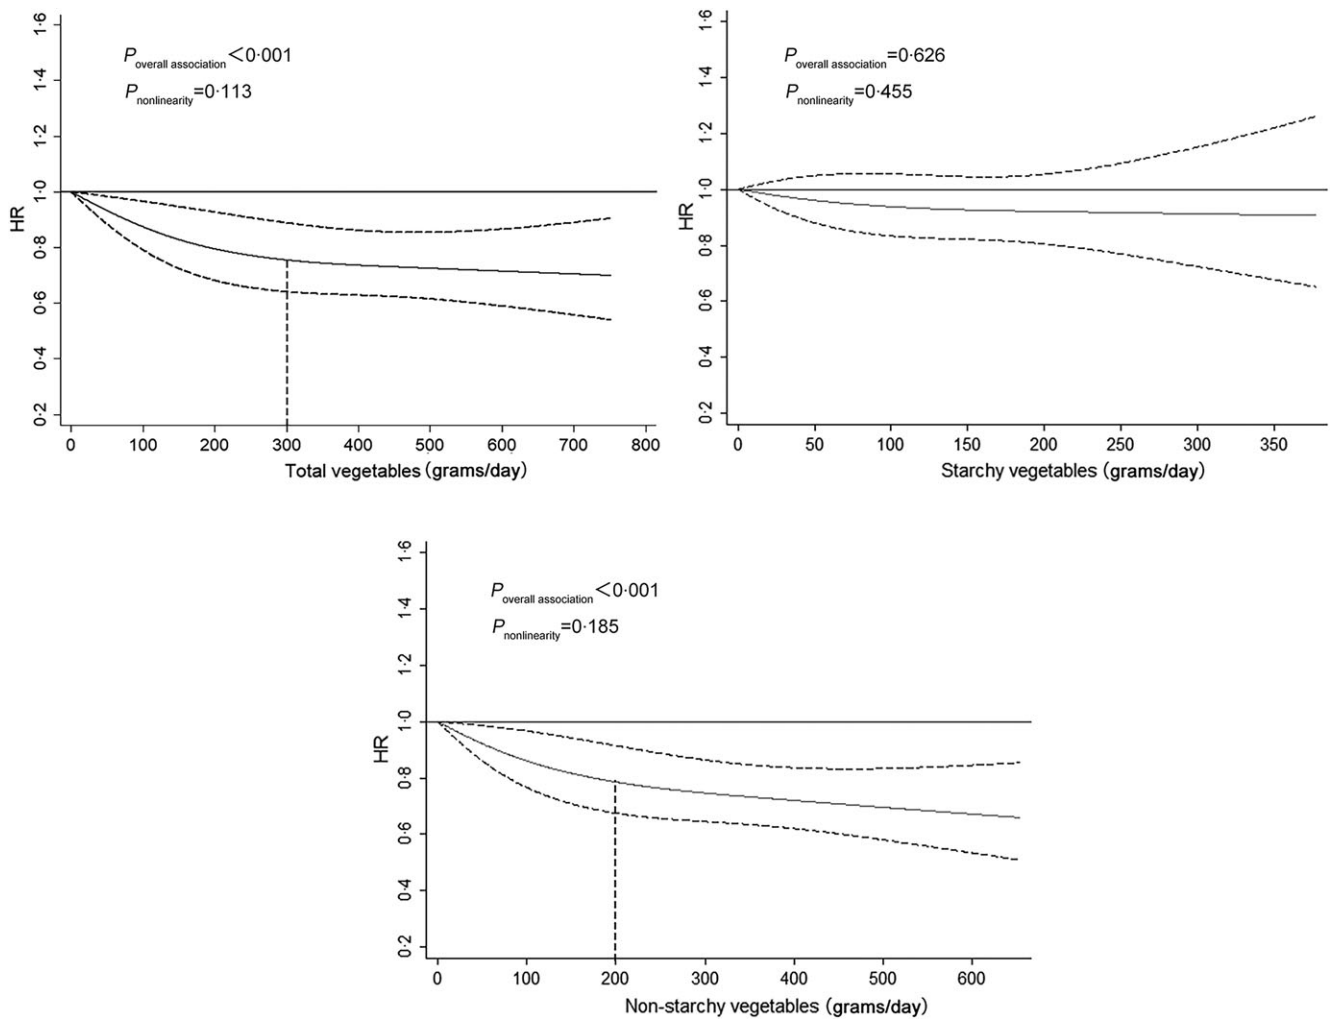 P overall association <0·001
P nonlinearity =0·113
HR
1·6
1·4
1·2
1·0
0·8
0·6
0·4
0·2
0 100 200 300 400 500 600 700 800
Total vegetables (grams/day)
P overall association =0·626
P nonlinearity =0·455
HR
1·6
1·4
1·2
1·0
0·8
0·6
0·4
0·2
0 50 100 150 200 250 300 350
Starchy vegetables (grams/day)
P overall association <0·001
P nonlinearity =0·185
HR
1·6
1·4
1·2
1·0
0·8
0·6
0·4
0·2
0 100 200 300 400 500 600
Non-starchy vegetables (grams/day)